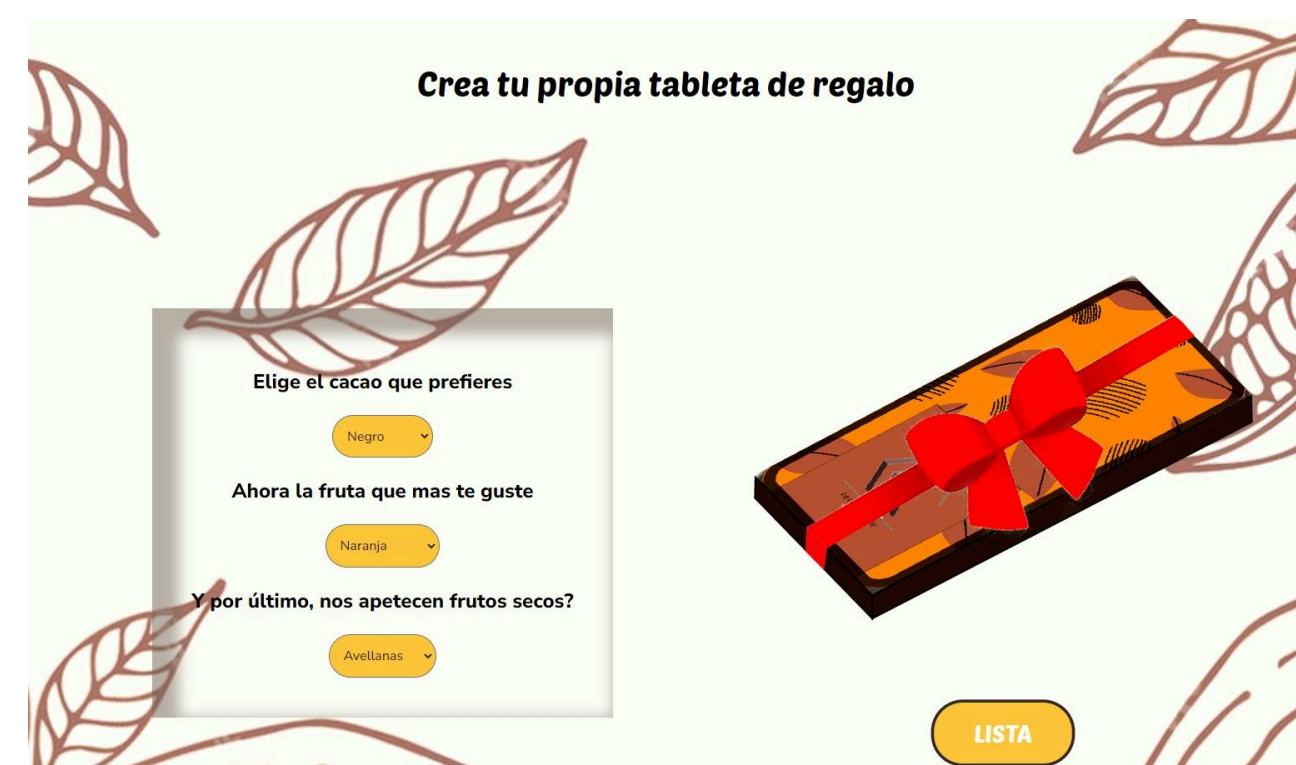 Crea tu propia tableta de regalo
Elige el cacao que prefieres
Negro
Ahora la fruta que mas te guste
Naranja
Y por último, nos apetecen frutos secos?
Avellanas
LISTA